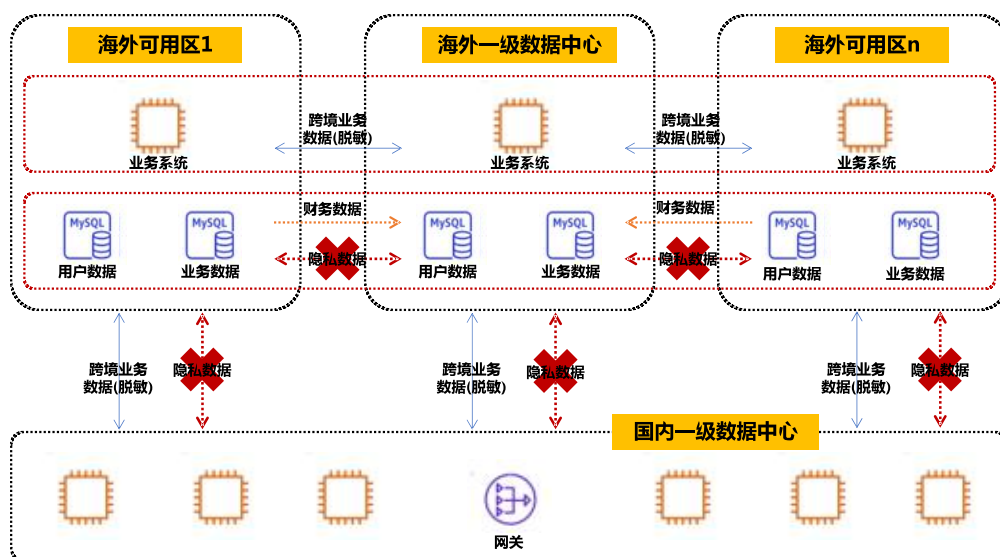 海外可用区1
海外一级数据中心
海外可用区n
跨境业务
数据(脱敏)
跨境业务
数据(脱敏)
业务系统
业务系统
业务系统
财务数据
财务数据
MySQL
MySQL
MySQL
MySQL
MySQL
MySQL
隐私数据
隐私数据
用户数据
业务数据
用户数据
业务数据
用户数据
业务数据
跨境业务
数据(脱敏)
隐私数据
跨境业务
数据(脱敏)
隐私数据
跨境业务
数据(脱敏)
隐私数据
国内一级数据中心
网关